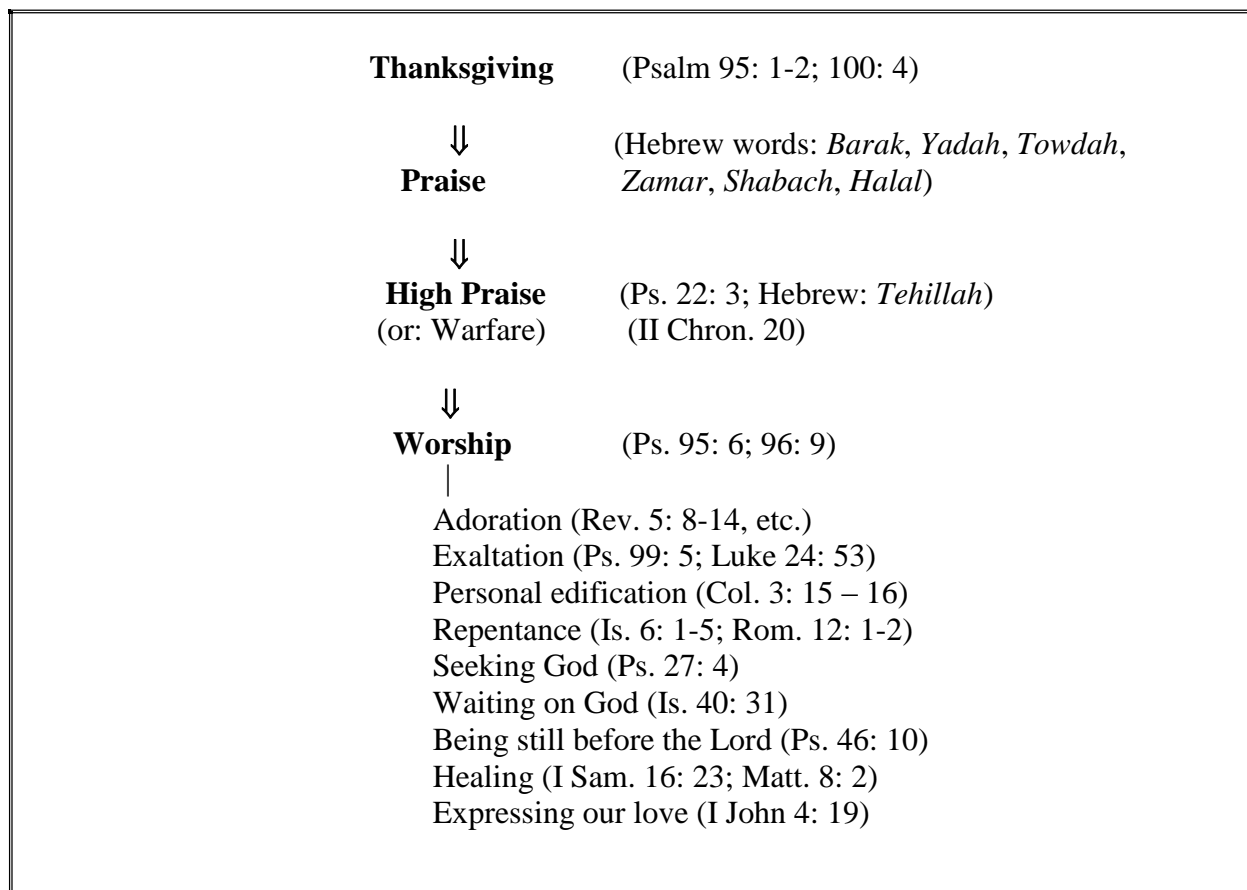 Thanksgiving (Psalm 95: 1-2; 100: 4)
⇓ (Hebrew words: Barak, Yadah, Towdah,
Praise Zamar, Shabach, Halal)
⇓
High Praise (Ps. 22: 3; Hebrew: Tehillah)
(or: Warfare) (II Chron. 20)
⇓
Worship (Ps. 95: 6; 96: 9)
|
Adoration (Rev. 5: 8-14, etc.)
Exaltation (Ps. 99: 5; Luke 24: 53)
Personal edification (Col. 3: 15 – 16)
Repentance (Is. 6: 1-5; Rom. 12: 1-2)
Seeking God (Ps. 27: 4)
Waiting on God (Is. 40: 31)
Being still before the Lord (Ps. 46: 10)
Healing (I Sam. 16: 23; Matt. 8: 2)
Expressing our love (I John 4: 19)